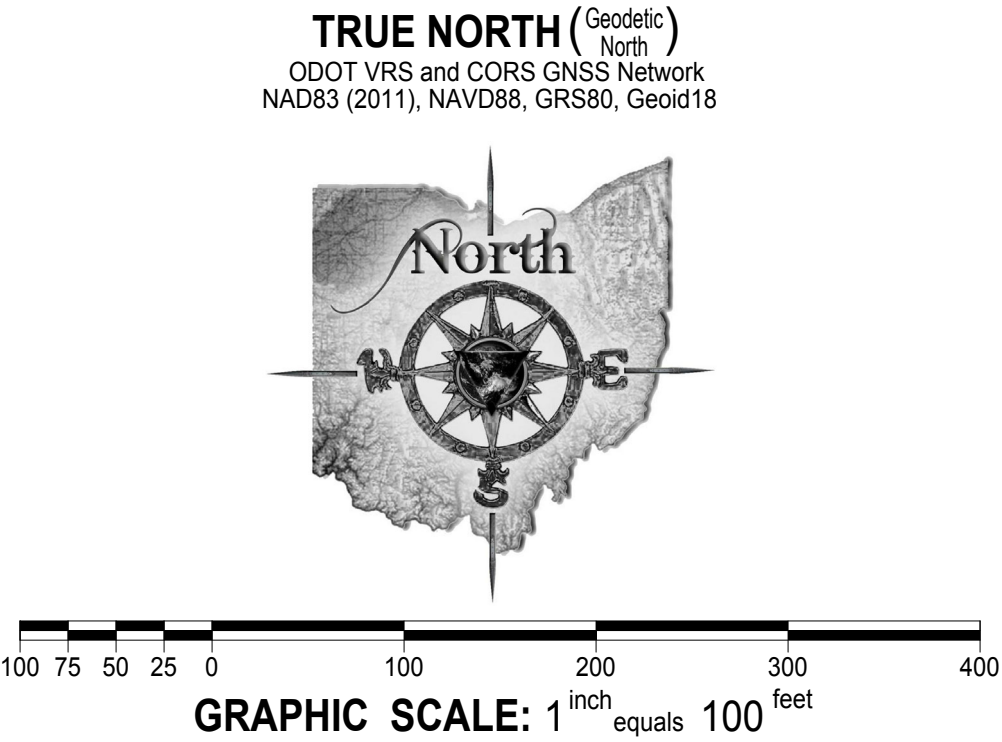 TRUE NORTH (Geodetic North)
ODOT VRS and CORS GNSS Network
NAD83 (2011), NAVD88, GRS80, Geoid18
North
W E
S
100 75 50 25 0 100 200 300 400
GRAPHIC SCALE: 1 inch equals 100 feet